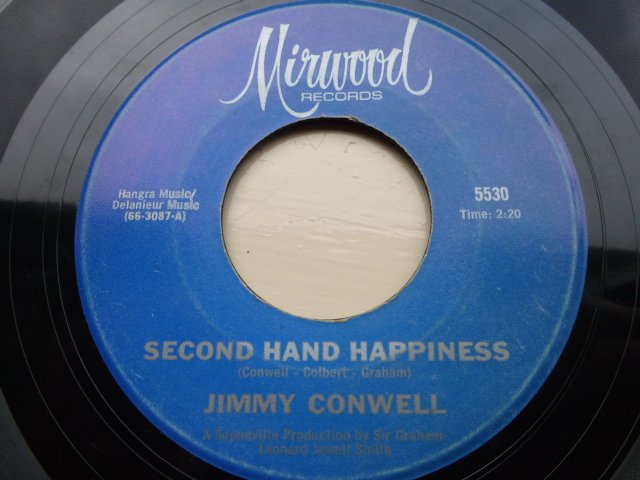 Mirwood
RECORDS
Hangra Music/
Delanieur Music
(66-3087-A)
5530
Time: 2:20
SECOND HAND HAPPINESS
(Conwell - Colbert - Graham)
JIMMY CONWELL
A Soulville Production by Sir Graham
Leonard Jewell Smith